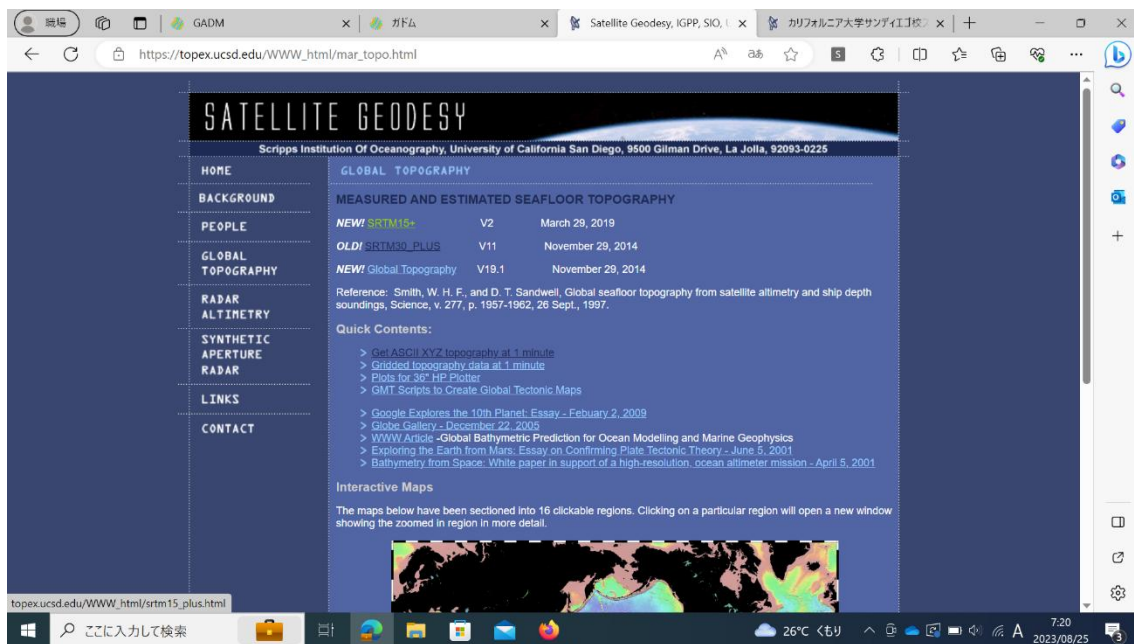 職場
GADM
ガドム
Satellite Geodesy, IGPP, SIO, U
カリフォルニア大学サンディエゴ校ス
https://topex.ucsd.edu/WWW_html/mar_topo.html
SATELLITE GEODESY
Scripps Institution Of Oceanography, University of California San Diego, 9500 Gilman Drive, La Jolla, 92093-0225
HOME
BACKGROUND
PEOPLE
GLOBAL
TOPOGRAPHY
RADAR
ALTIMETRY
SYNTHETIC
APERTURE
RADAR
LINKS
CONTACT
GLOBAL TOPOGRAPHY
MEASURED AND ESTIMATED SEAFLOOR TOPOGRAPHY
NEW! SRTM15+ V2 March 29, 2019
OLD! SRTM30_PLUS V11 November 29, 2014
NEW! Global Topography V19.1 November 29, 2014
Reference: Smith, W. H. F., and D. T. Sandwell, Global seafloor topography from satellite altimetry and ship depth
soundings, Science, v. 277, p. 1957-1962, 26 Sept., 1997.
Quick Contents:
> Get ASCII XYZ topography at 1 minute
> Gridded topography data at 1 minute
> Plots for 36" HP Plotter
> GMT Scripts to Create Global Tectonic Maps
> Google Explores the 10th Planet: Essay - Febuary 2, 2009
> Globe Gallery - December 22, 2005
> WWW Article -Global Bathymetric Prediction for Ocean Modelling and Marine Geophysics
> Exploring the Earth from Mars: Essay on Confirming Plate Tectonic Theory - June 5, 2001
> Bathymetry from Space: White paper in support of a high-resolution, ocean altimeter mission - April 5, 2001
Interactive Maps
The maps below have been sectioned into 16 clickable regions. Clicking on a particular region will open a new window
showing the zoomed in region in more detail.
topex.ucsd.edu/WWW_html/srtm15_plus.html
ここに入力して検索
26°C くもり
A
7:20
2023/08/25
3